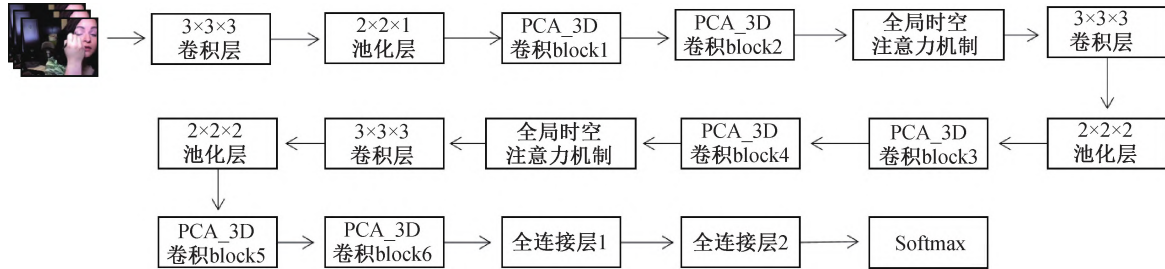 3×3×3
卷积层
2×2×1
池化层
PCA_3D
卷积block1
PCA_3D
卷积block2
全局时空
注意力机制
3×3×3
卷积层
2×2×2
池化层
PCA_3D
卷积block3
PCA_3D
卷积block4
全局时空
注意力机制
3×3×3
卷积层
2×2×2
池化层
PCA_3D
卷积block5
PCA_3D
卷积block6
全连接层1
全连接层2
Softmax